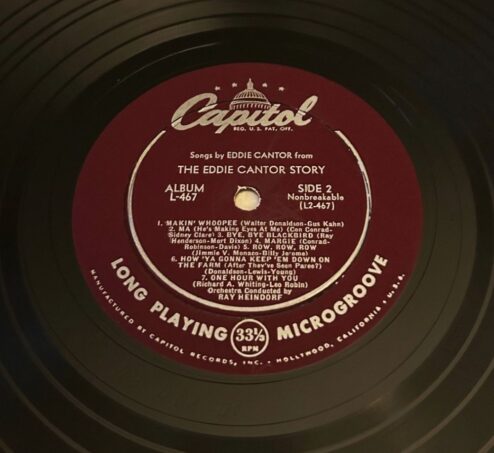 Capitol
REG. U.S. PAT. OFF.
Songs by EDDIE CANTOR from
THE EDDIE CANTOR STORY
ALBUM
L-467
SIDE 2
Nonbreakable
(L2-467)
1. MAKIN' WHOOPEE (Walter Donaldson-Gus Kahn)
2. MA (He's Making Eyes at Me) (Con Conrad-
Sidney Clare) 3. BYE, BYE BLACKBIRD (Ray
Henderson-Mort Dixon) 4. MARGIE (Conrad-
Robinson-Davis) 5. ROW, ROW, ROW
(Jimmie V. Monaco-Billy Jerome)
6. HOW 'YA GONNA KEEP 'EM DOWN ON
THE FARM (After They've Seen Paree?)
(Donaldson-Lewis-Young)
7. ONE HOUR WITH YOU
(Richard A. Whiting-Leo Robin)
Orchestra Conducted by
RAY HEINDORF
LONG PLAYING 33⅓ RPM MICROGROOVE
MANUFACTURED BY CAPITOL RECORDS, INC. • HOLLYWOOD, CALIFORNIA • U.S.A.